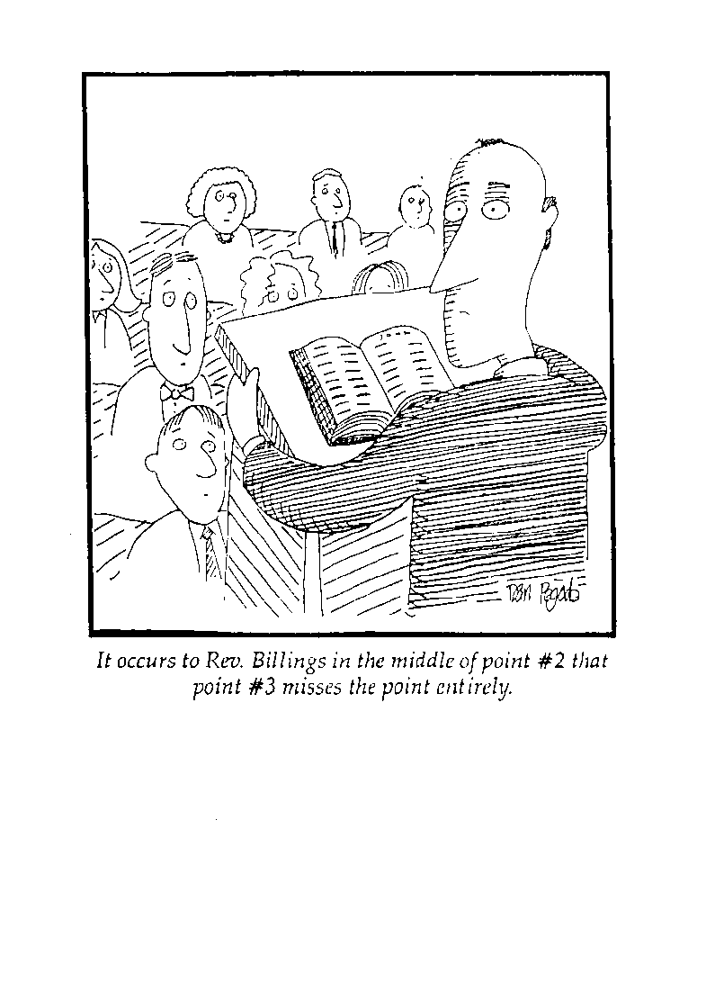 It occurs to Rev. Billings in the middle of point #2 that
point #3 misses the point entirely.